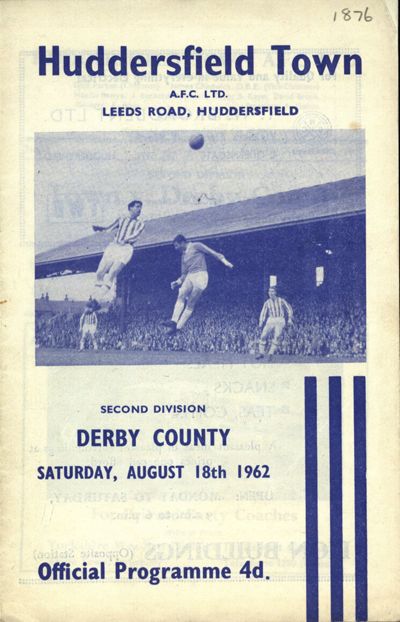 1876
Huddersfield Town
A.F.C. LTD.
LEEDS ROAD, HUDDERSFIELD
SECOND DIVISION
DERBY COUNTY
SATURDAY, AUGUST 18th 1962
Official Programme 4d.